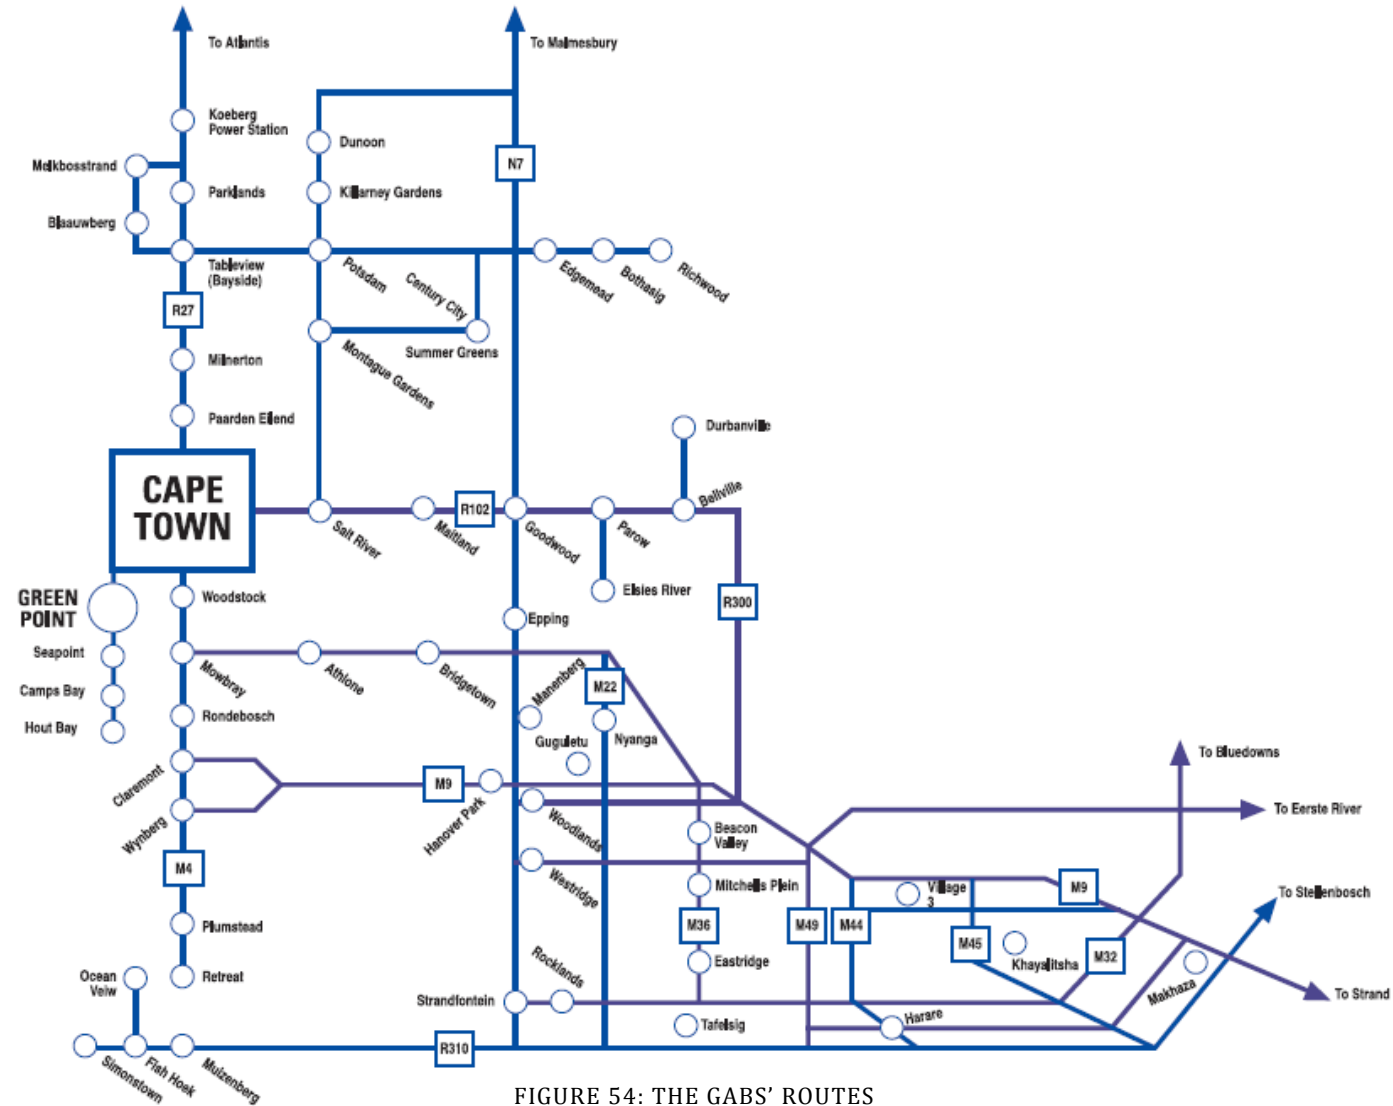 To Atlantis
To Malmesbury
Koeberg
Power Station
Dunoon
N7
Melkbosstrand
Parklands
Killarney Gardens
Blaauwberg
Tableview
(Bayside)
Potsdam
Century City
Edgemead
Bothasig
Richwood
R27
Milnerton
Montague Gardens
Summer Greens
Paarden Eilend
Durbanville
CAPE
TOWN
Salt River
Maitland
R102
Goodwood
Parow
Bellville
GREEN
POINT
Woodstock
Elsies River
R300
Epping
Seapoint
Mowbray
Athlone
Bridgetown
Manenberg
M22
Camps Bay
Hout Bay
Rondebosch
Guguletu
Nyanga
To Bluedowns
Claremont
M9
Hanover Park
Woodlands
To Eerste River
Wynberg
Beacon
Valley
M4
Westridge
Mitchells Plein
Village
3
M9
To Stellenbosch
Plumstead
M36
M49
M44
M45
Khayalitsha
M32
Ocean
Veiw
Retreat
Rocklands
Eastridge
Makhaza
Strandfontein
To Strand
Tafelsig
Harare
Simonstown
Fish Hoek
Muizenberg
R310
FIGURE 54: THE GABS' ROUTES